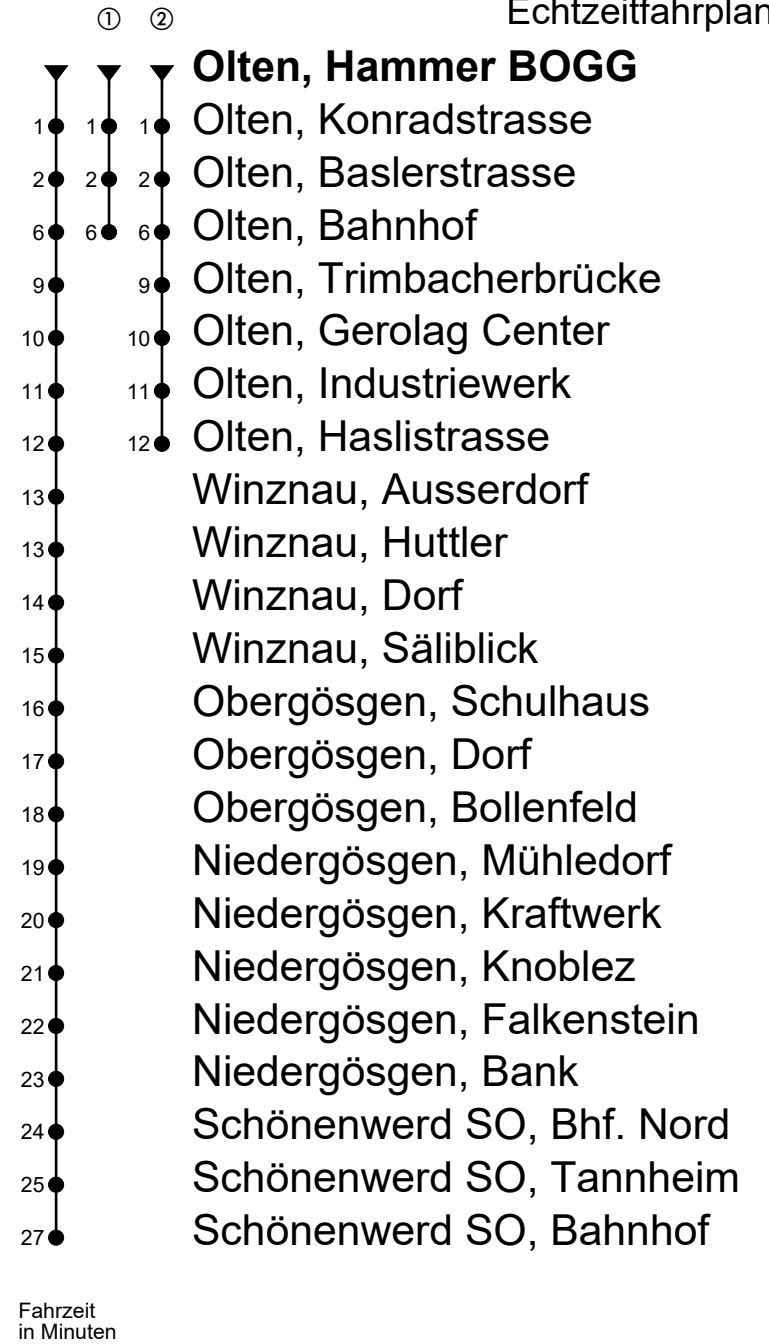 Echtzeitfahrplan
① ②
Olten, Hammer BOGG
1 1 1 Olten, Konradstrasse
2 2 2 Olten, Baslerstrasse
6 6 6 Olten, Bahnhof
9 9 Olten, Trimbacherbrücke
10 10 Olten, Gerolag Center
11 11 Olten, Industriewerk
12 12 Olten, Haslistrasse
13 Winznau, Ausserdorf
13 Winznau, Huttler
14 Winznau, Dorf
15 Winznau, Säliblick
16 Obergösgen, Schulhaus
17 Obergösgen, Dorf
18 Obergösgen, Bollenfeld
19 Niedergösgen, Mühledorf
20 Niedergösgen, Kraftwerk
21 Niedergösgen, Knoblez
22 Niedergösgen, Falkenstein
23 Niedergösgen, Bank
24 Schönenwerd SO, Bhf. Nord
25 Schönenwerd SO, Tannheim
27 Schönenwerd SO, Bahnhof
Fahrzeit
in Minuten